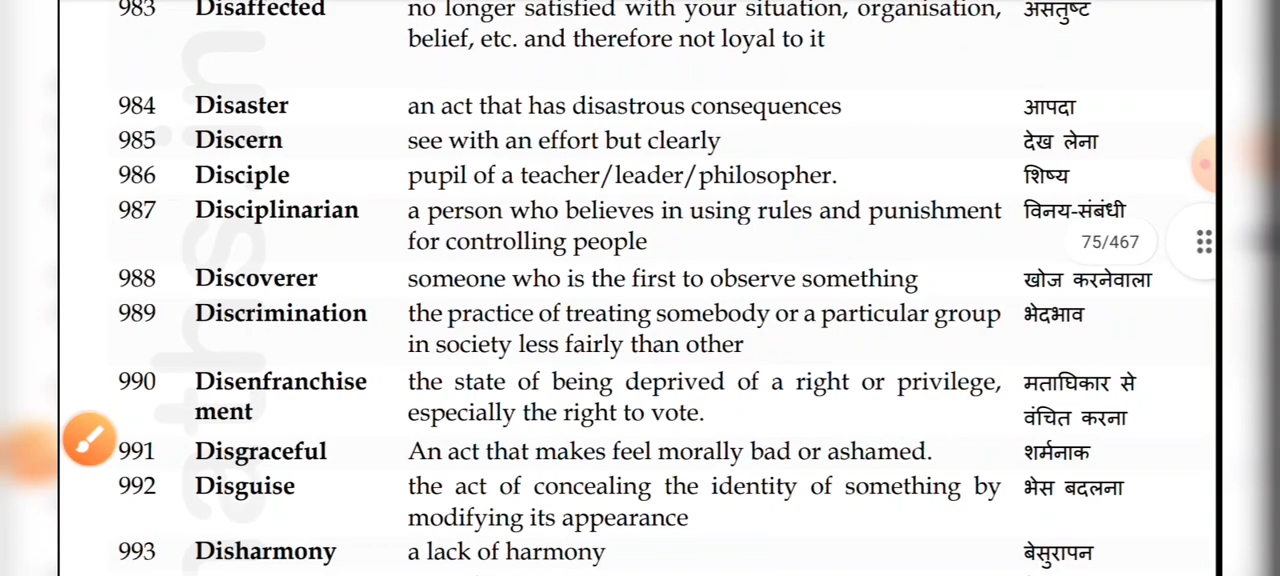 983 Disaffected no longer satisfied with your situation, organisation, असंतुष्ट
belief, etc. and therefore not loyal to it
984 Disaster an act that has disastrous consequences आपदा
985 Discern see with an effort but clearly देख लेना
986 Disciple pupil of a teacher/leader/philosopher. शिष्य
987 Disciplinarian a person who believes in using rules and punishment विनय-संबंधी
for controlling people 75/467
988 Discoverer someone who is the first to observe something खोज करनेवाला
989 Discrimination the practice of treating somebody or a particular group भेदभाव
in society less fairly than other
990 Disenfranchise the state of being deprived of a right or privilege, मताघिकार से
ment especially the right to vote. वंचित करना
991 Disgraceful An act that makes feel morally bad or ashamed. शर्मनाक
992 Disguise the act of concealing the identity of something by भेस बदलना
modifying its appearance
993 Disharmony a lack of harmony बेसुरापन